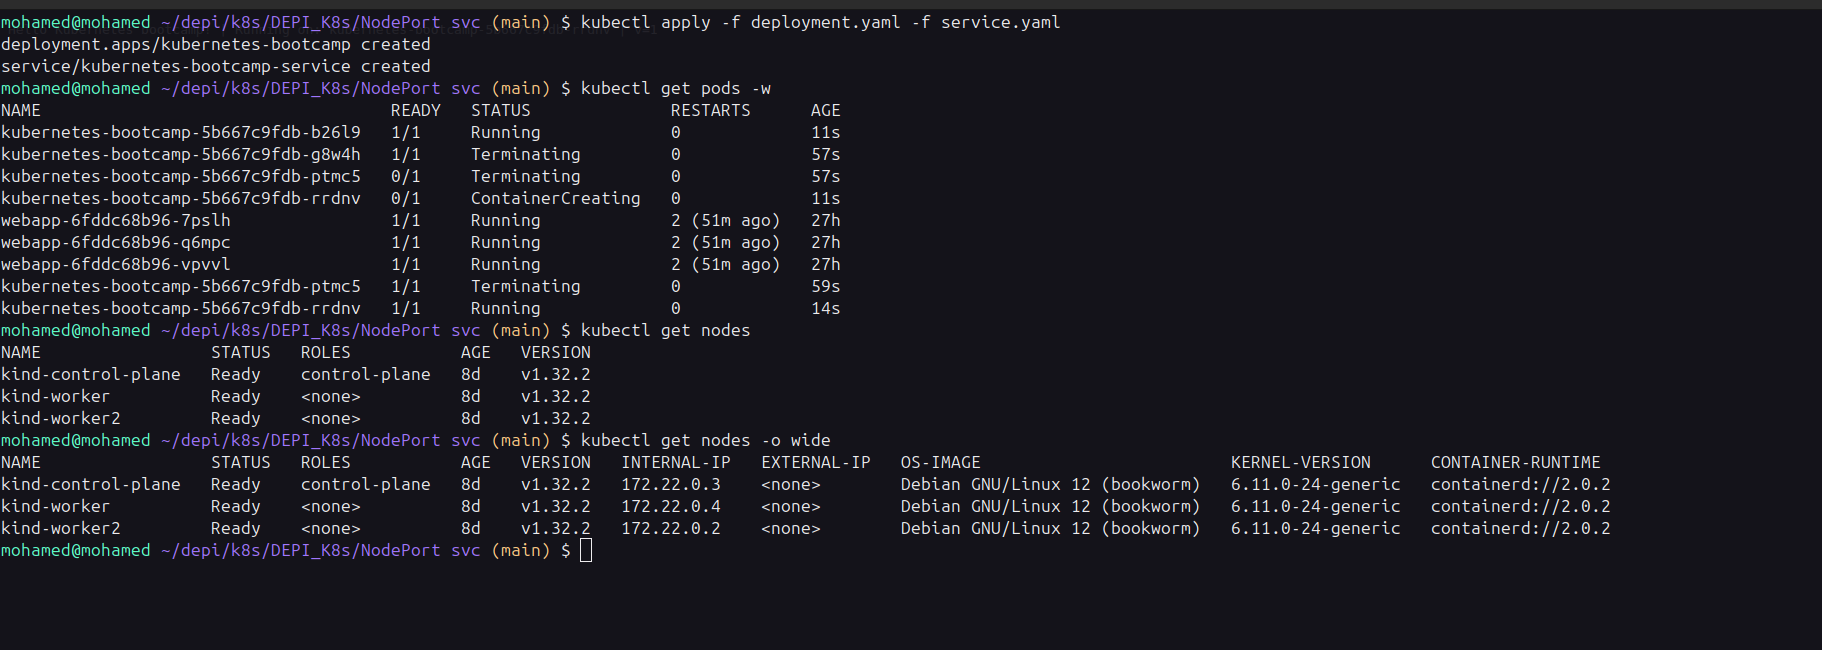 mohamed@mohamed ~/depi/k8s/DEPI_K8s/NodePort svc (main) $ kubectl apply -f deployment.yaml -f service.yaml
deployment.apps/kubernetes-bootcamp created
service/kubernetes-bootcamp-service created
mohamed@mohamed ~/depi/k8s/DEPI_K8s/NodePort svc (main) $ kubectl get pods -w
NAME                                   READY   STATUS              RESTARTS      AGE
kubernetes-bootcamp-5b667c9fdb-b26l9   1/1     Running             0             11s
kubernetes-bootcamp-5b667c9fdb-g8w4h   1/1     Terminating         0             57s
kubernetes-bootcamp-5b667c9fdb-ptmc5   0/1     Terminating         0             57s
kubernetes-bootcamp-5b667c9fdb-rrdnv   0/1     ContainerCreating   0             11s
webapp-6fddc68b96-7pslh                1/1     Running             2 (51m ago)   27h
webapp-6fddc68b96-q6mpc                1/1     Running             2 (51m ago)   27h
webapp-6fddc68b96-vpvvl                1/1     Running             2 (51m ago)   27h
kubernetes-bootcamp-5b667c9fdb-ptmc5   1/1     Terminating         0             59s
kubernetes-bootcamp-5b667c9fdb-rrdnv   1/1     Running             0             14s
mohamed@mohamed ~/depi/k8s/DEPI_K8s/NodePort svc (main) $ kubectl get nodes
NAME                 STATUS   ROLES           AGE   VERSION
kind-control-plane   Ready    control-plane   8d    v1.32.2
kind-worker          Ready    <none>          8d    v1.32.2
kind-worker2         Ready    <none>          8d    v1.32.2
mohamed@mohamed ~/depi/k8s/DEPI_K8s/NodePort svc (main) $ kubectl get nodes -o wide
NAME                 STATUS   ROLES           AGE   VERSION   INTERNAL-IP   EXTERNAL-IP   OS-IMAGE                         KERNEL-VERSION      CONTAINER-RUNTIME
kind-control-plane   Ready    control-plane   8d    v1.32.2   172.22.0.3    <none>        Debian GNU/Linux 12 (bookworm)   6.11.0-24-generic   containerd://2.0.2
kind-worker          Ready    <none>          8d    v1.32.2   172.22.0.4    <none>        Debian GNU/Linux 12 (bookworm)   6.11.0-24-generic   containerd://2.0.2
kind-worker2         Ready    <none>          8d    v1.32.2   172.22.0.2    <none>        Debian GNU/Linux 12 (bookworm)   6.11.0-24-generic   containerd://2.0.2
mohamed@mohamed ~/depi/k8s/DEPI_K8s/NodePort svc (main) $